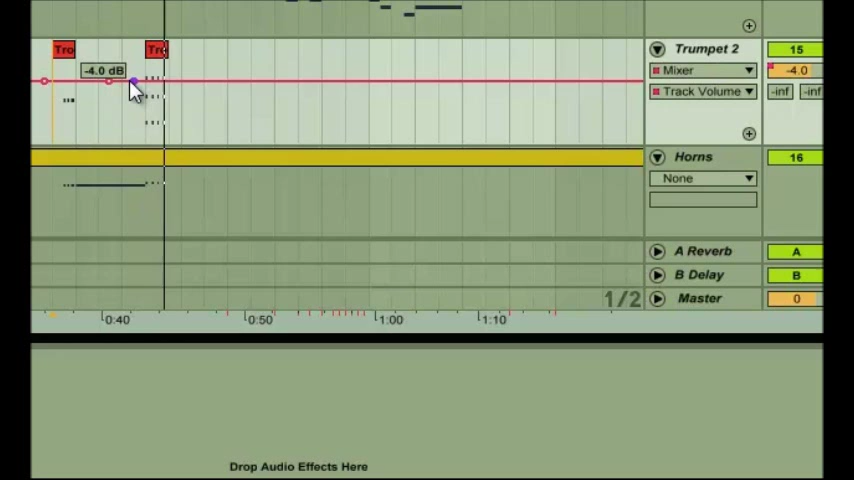 Tro
Tr
Trumpet 2
15
-4.0 dB
Mixer
-4.0
Track Volume
-inf
-inf
Horns
16
None
A Reverb
A
B Delay
B
1/2
Master
0
0:40
0:50
1:00
1:10
Drop Audio Effects Here